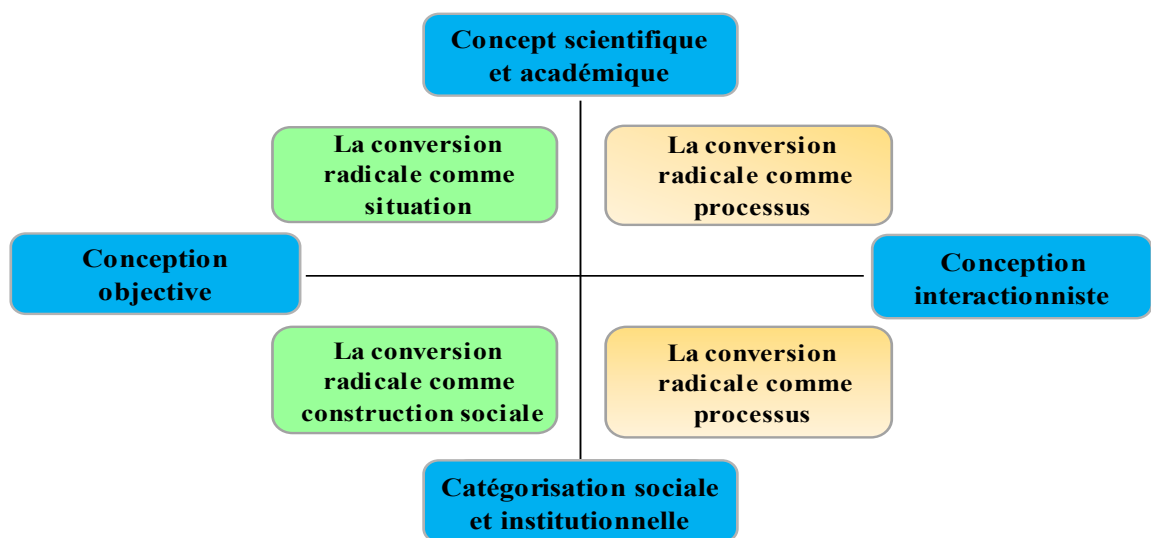 Concept scientifique
et académique
La conversion
radicale comme
situation
La conversion
radicale comme
processus
Conception
objective
Conception
interactionniste
La conversion
radicale comme
construction sociale
La conversion
radicale comme
processus
Catégorisation sociale
et institutionnelle